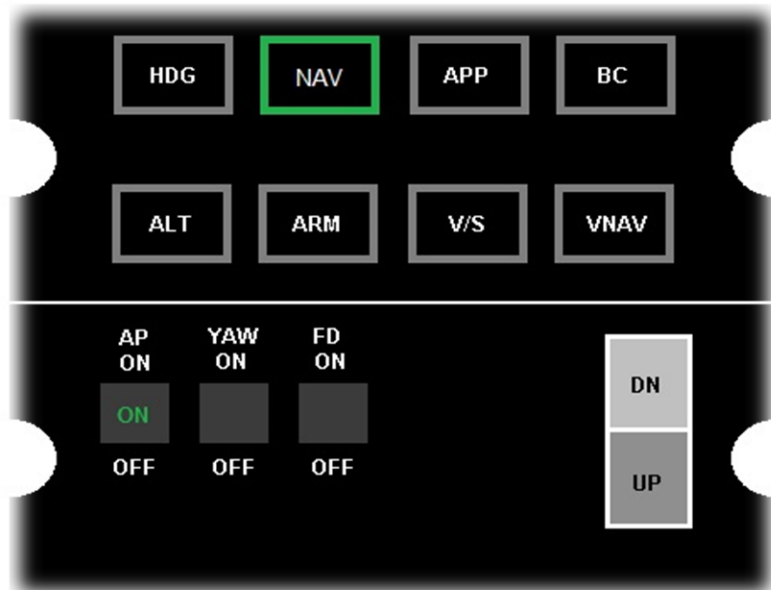 HDG NAV APP BC
ALT ARM V/S VNAV
AP YAW FD
ON ON ON
DN
ON
OFF OFF OFF
UP